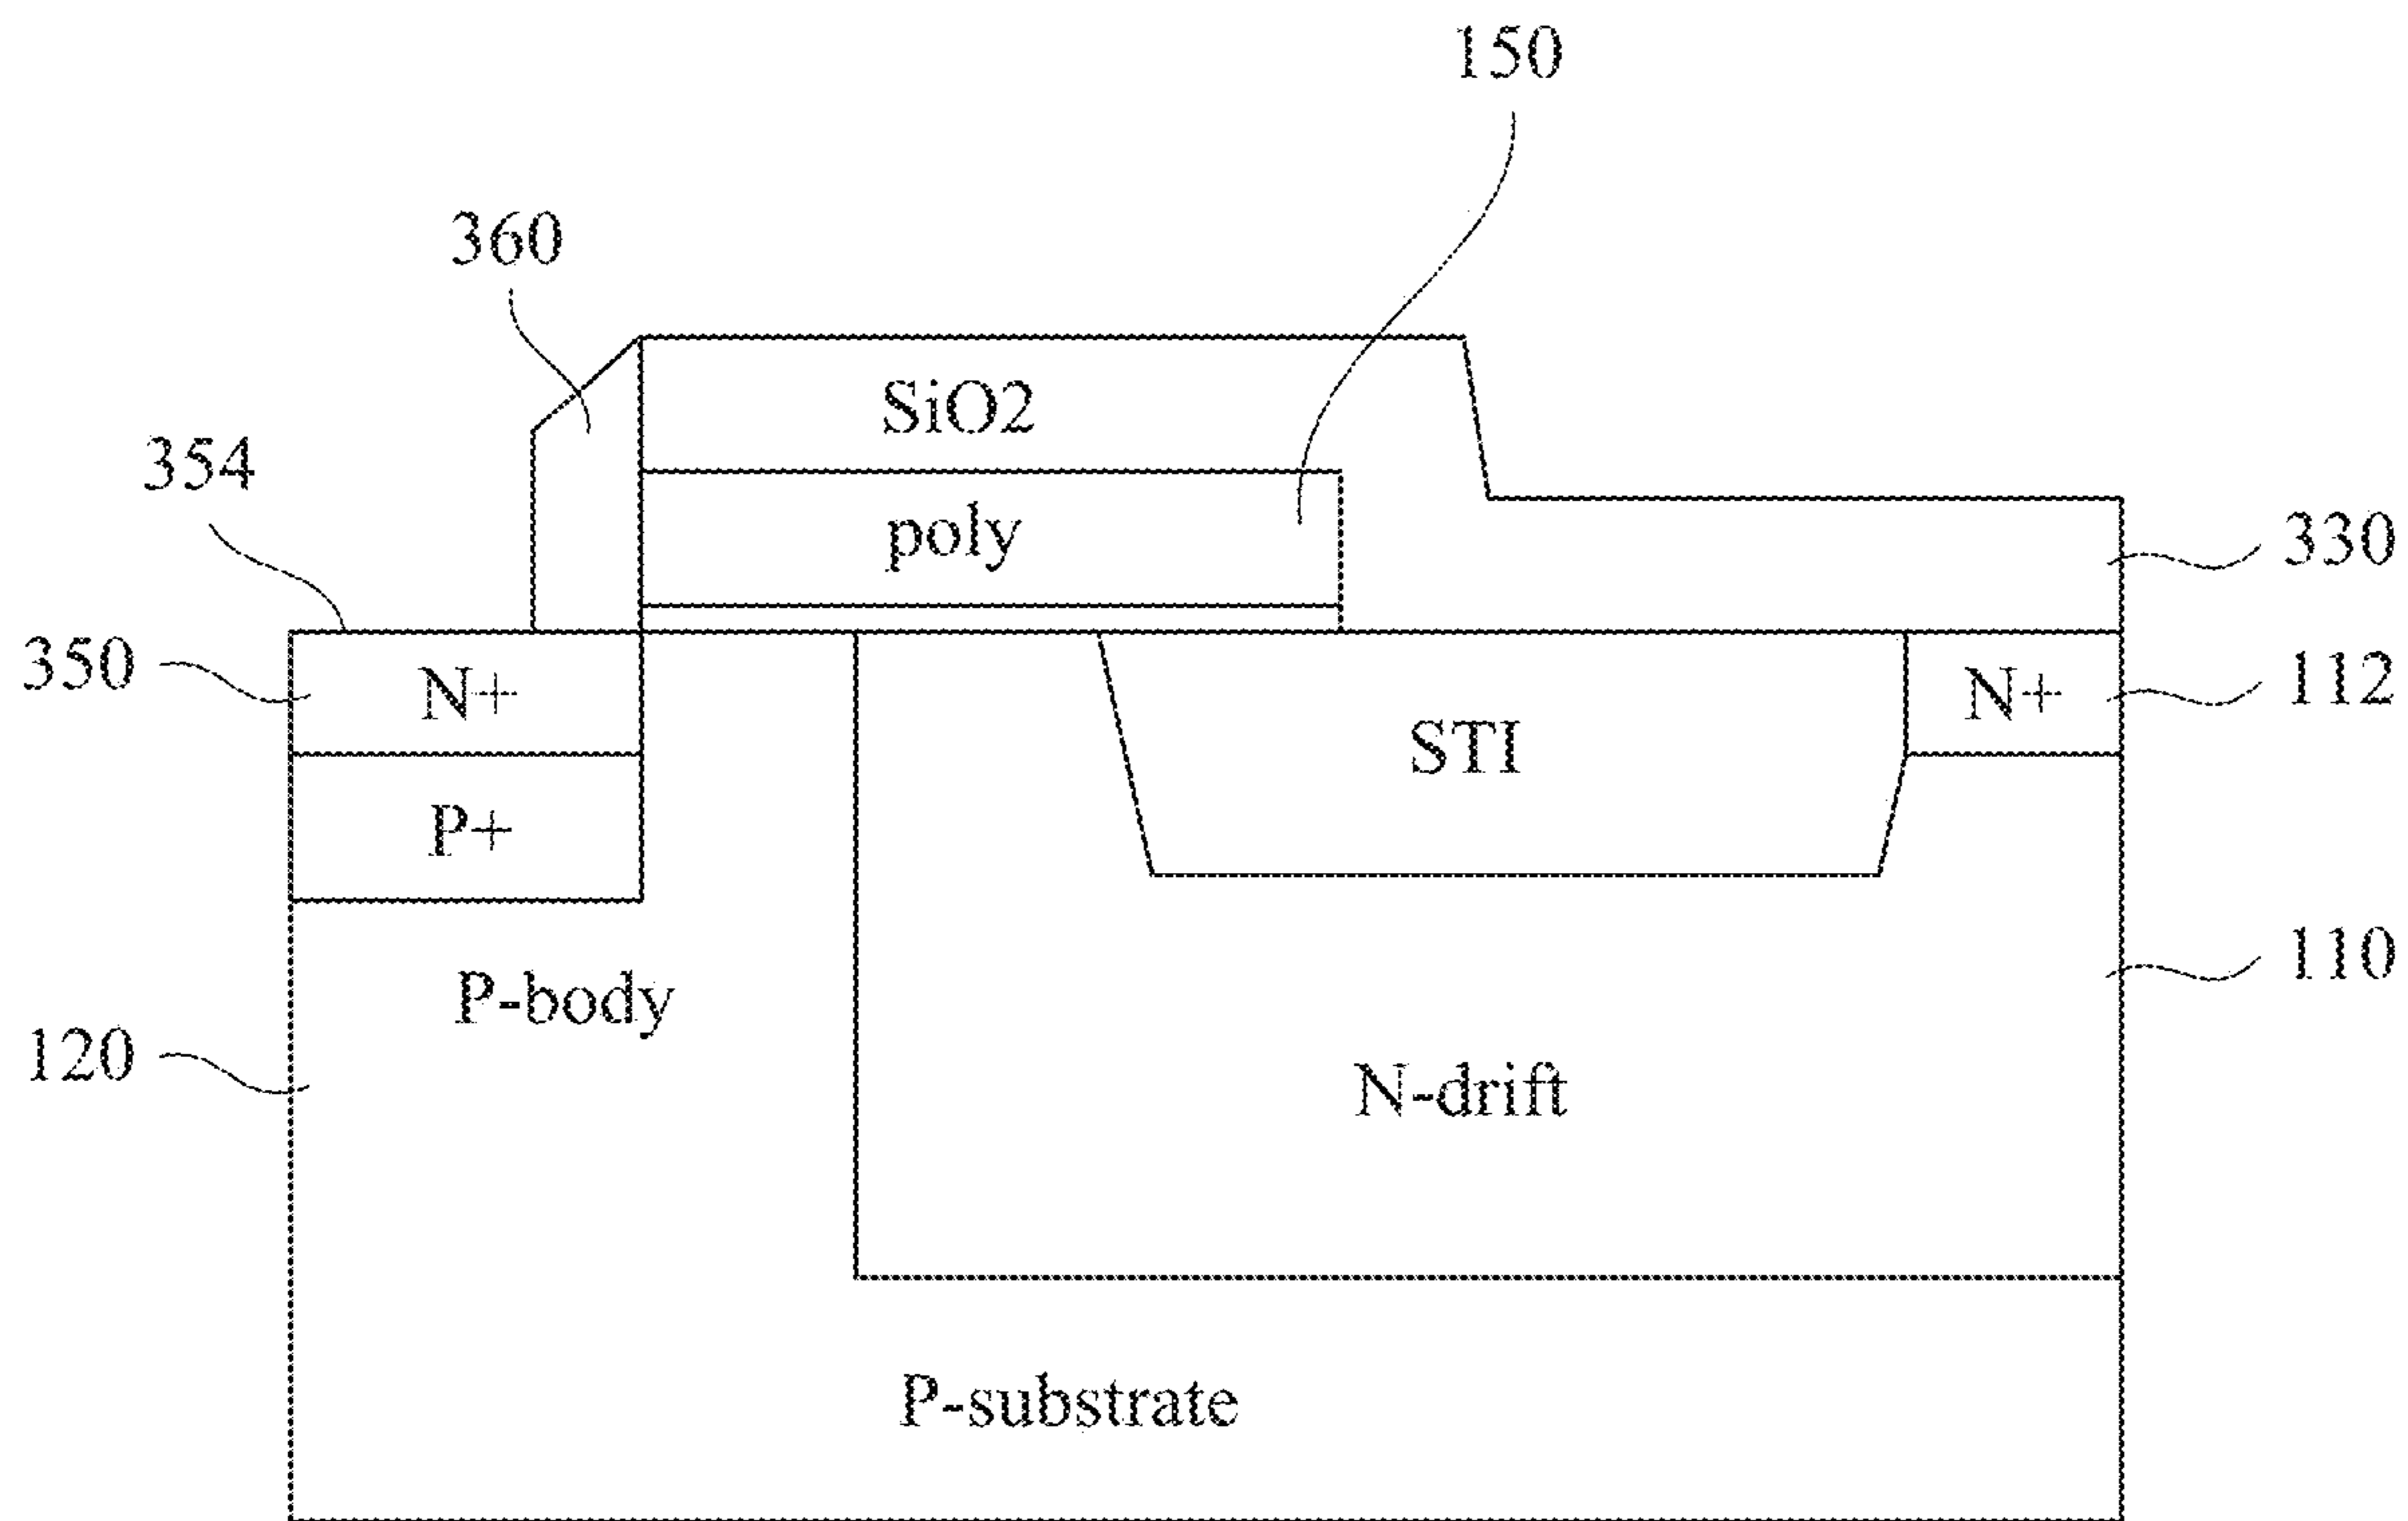 150
360
SiO2
354
poly
330
350
N+
N+
112
STI
P+
110
P-body
120
N-drift
P-substrate